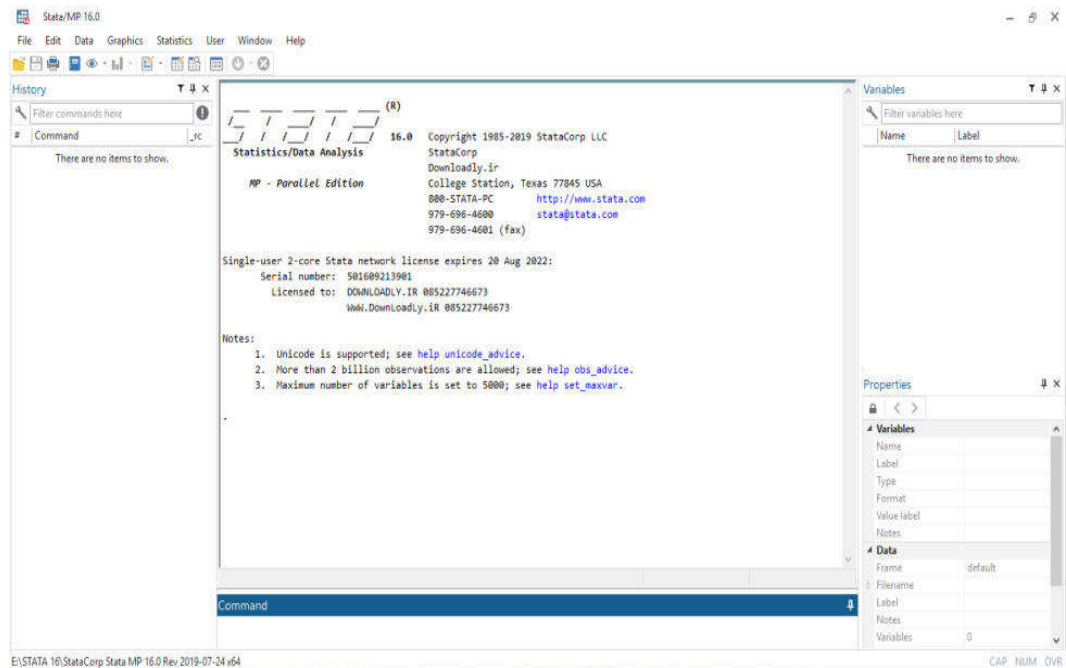 Stata/MP 16.0
File Edit Data Graphics Statistics User Window Help
History
Filter commands here
# Command _rc
There are no items to show.
(R)
STATA 16.0 Copyright 1985-2019 StataCorp LLC
Statistics/Data Analysis StataCorp
Downloadly.ir
MP - Parallel Edition College Station, Texas 77845 USA
800-STATA-PC http://www.stata.com
979-696-4600 stata@stata.com
979-696-4601 (fax)
Single-user 2-core Stata network license expires 20 Aug 2022:
Serial number: 501609213901
Licensed to: DOWNLOADLY.IR 085227746673
WwW.DownLoadLy.iR 085227746673
Notes:
1. Unicode is supported; see help unicode_advice.
2. More than 2 billion observations are allowed; see help obs_advice.
3. Maximum number of variables is set to 5000; see help set_maxvar.
.
Command
Variables
Filter variables here
Name Label
There are no items to show.
Properties
Variables
Name
Label
Type
Format
Value label
Notes
Data
Frame default
Filename
Label
Notes
Variables 0
E:\STATA 16\StataCorp Stata MP 16.0 Rev 2019-07-24 x64
CAP NUM OVR